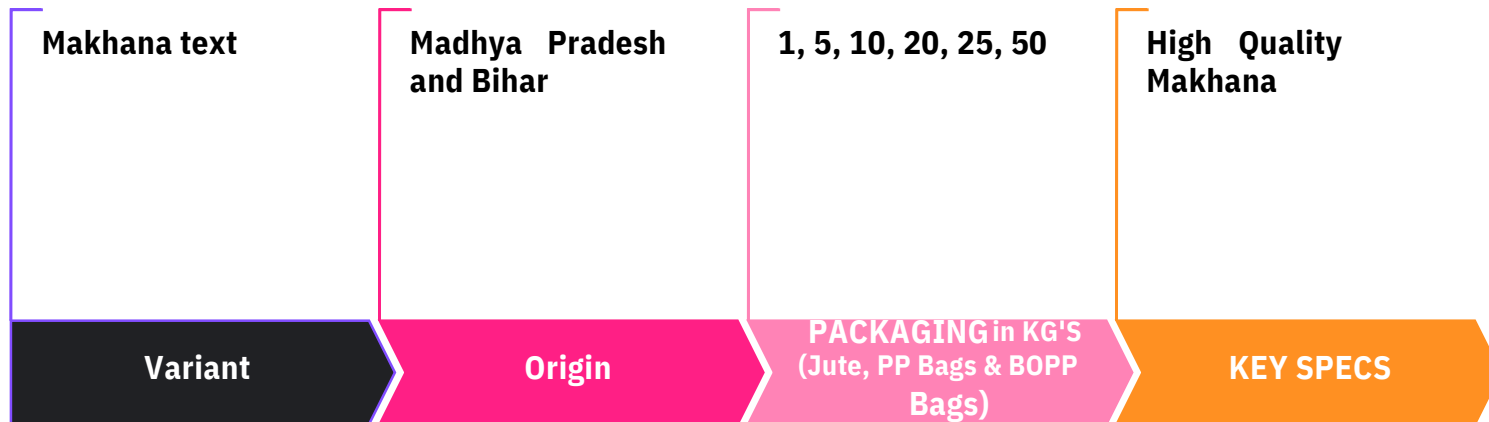 Makhana text
Madhya Pradesh
and Bihar
1, 5, 10, 20, 25, 50
High Quality
Makhana
Variant
Origin
PACKAGING in KG'S
(Jute, PP Bags & BOPP
Bags)
KEY SPECS